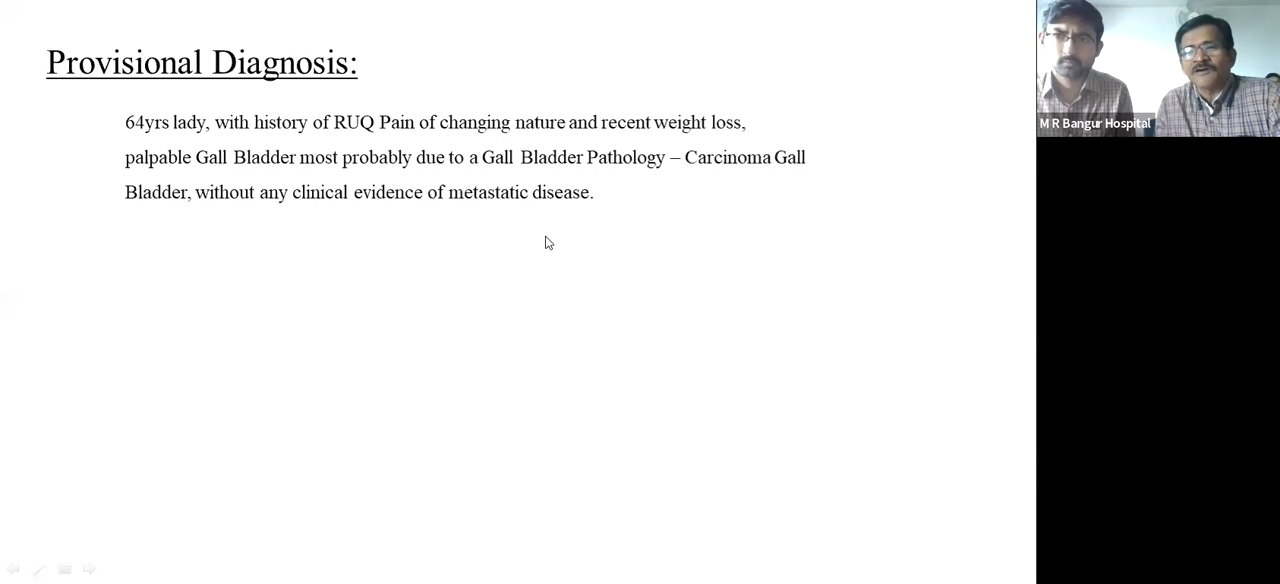 Provisional Diagnosis:
64yrs lady, with history of RUQ Pain of changing nature and recent weight loss,
palpable Gall Bladder most probably due to a Gall Bladder Pathology – Carcinoma Gall
Bladder, without any clinical evidence of metastatic disease.
M R Bangur Hospital